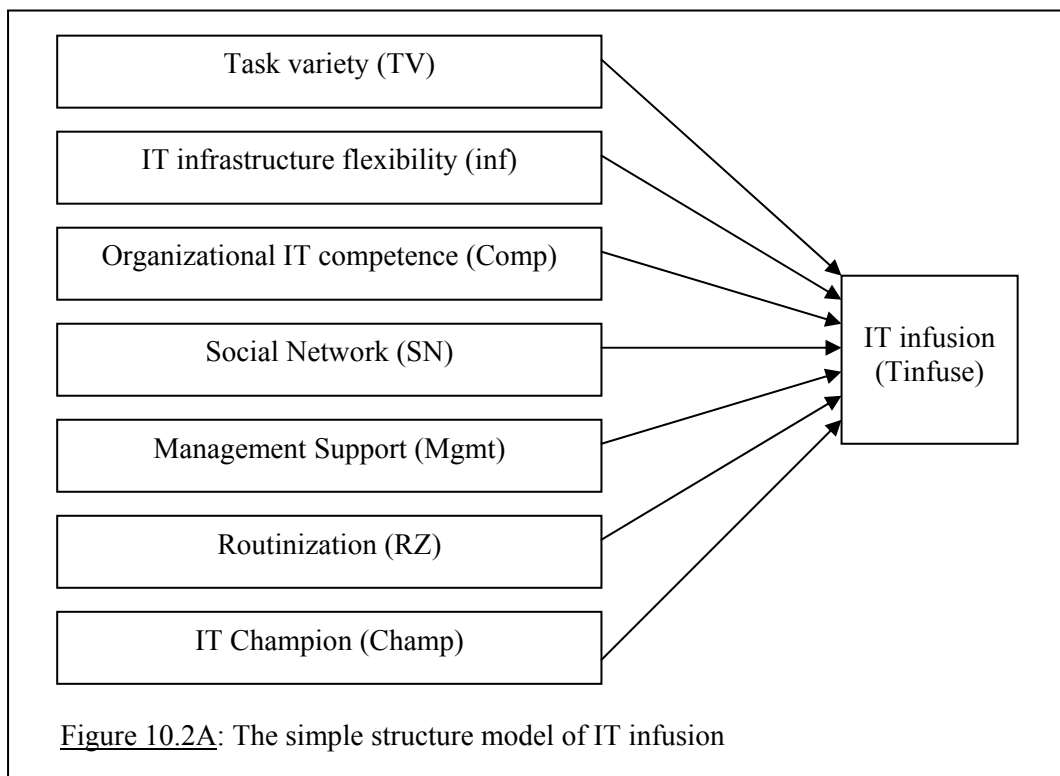 Task variety (TV)
IT infrastructure flexibility (inf)
Organizational IT competence (Comp)
Social Network (SN)
Management Support (Mgmt)
Routinization (RZ)
IT Champion (Champ)
IT infusion
(Tinfuse)
Figure 10.2A: The simple structure model of IT infusion